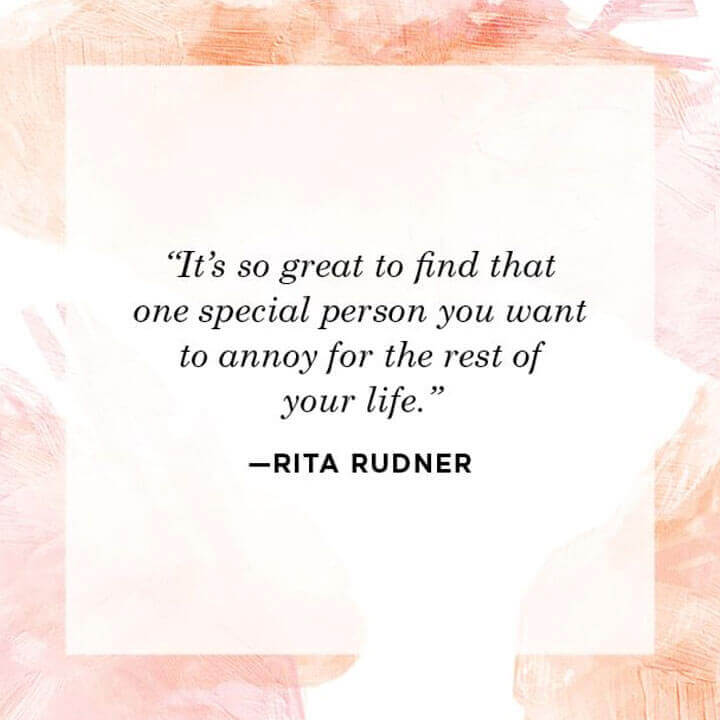 “It’s so great to find that
one special person you want
to annoy for the rest of
your life.”
—RITA RUDNER